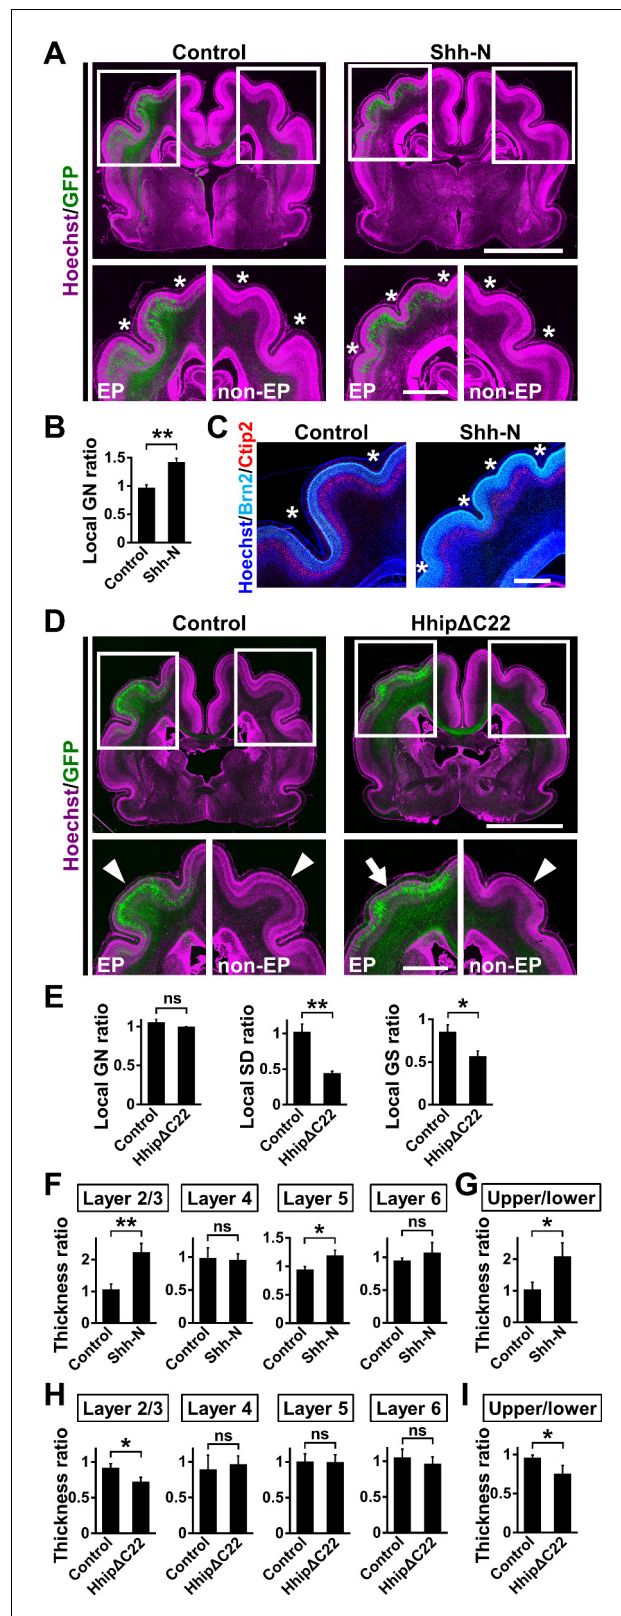 A
Control
Shh-N
Hoechst/GFP
*
*
*
*
*
*
*
*
*
EP
non-EP
EP
non-EP
B
**
Local GN ratio
1.5
1
0.5
0
Control
Shh-N
C
Control
Shh-N
Hoechst/Brn2/Ctip2
*
*
*
*
*
*
D
Control
HhipΔC22
Hoechst/GFP
EP
non-EP
EP
non-EP
E
ns
Local GN ratio
1
0.5
0
Control
HhipΔC22
**
Local SD ratio
1
0.5
0
Control
HhipΔC22
*
Local GS ratio
1
0.5
0
Control
HhipΔC22
F
Layer 2/3
Layer 4
Layer 5
Layer 6
G
Upper/lower
Thickness ratio
**
2
1
0
Control
Shh-N
ns
1
0.5
0
Control
Shh-N
*
1.5
1
0.5
0
Control
Shh-N
ns
1
0.5
0
Control
Shh-N
Thickness ratio
*
2
1
0
Control
Shh-N
H
Layer 2/3
Layer 4
Layer 5
Layer 6
I
Upper/lower
Thickness ratio
*
1
0.5
0
Control
HhipΔC22
ns
1
0.5
0
Control
HhipΔC22
ns
1
0.5
0
Control
HhipΔC22
ns
1
0.5
0
Control
HhipΔC22
Thickness ratio
*
1
0.5
0
Control
HhipΔC22